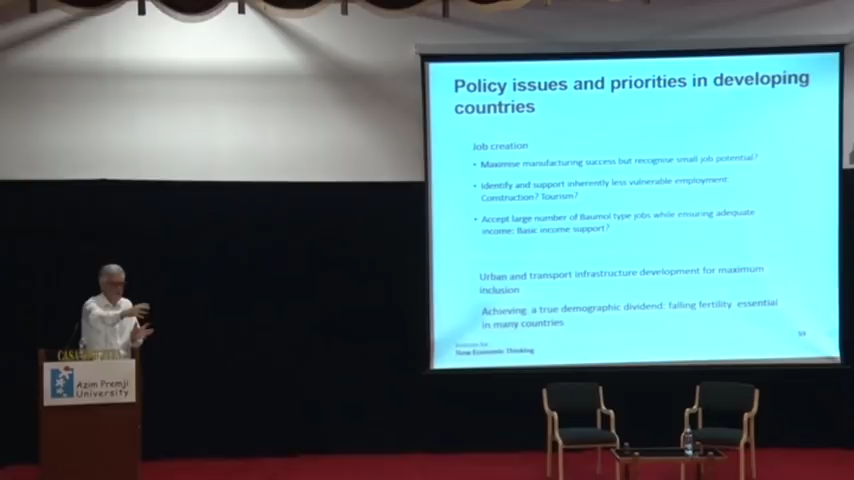 Policy issues and priorities in developing
countries
Job creation
• Maximise manufacturing success but recognise small job potential?
• Identify and support inherently less vulnerable employment:
Construction? Tourism?
• Accept large number of Baumol type jobs while ensuring adequate
income: Basic income support?
Urban and transport infrastructure development for maximum
inclusion
Achieving a true demographic dividend: falling fertility essential
in many countries
59
Institute for
New Economic Thinking
Azim Premji
University